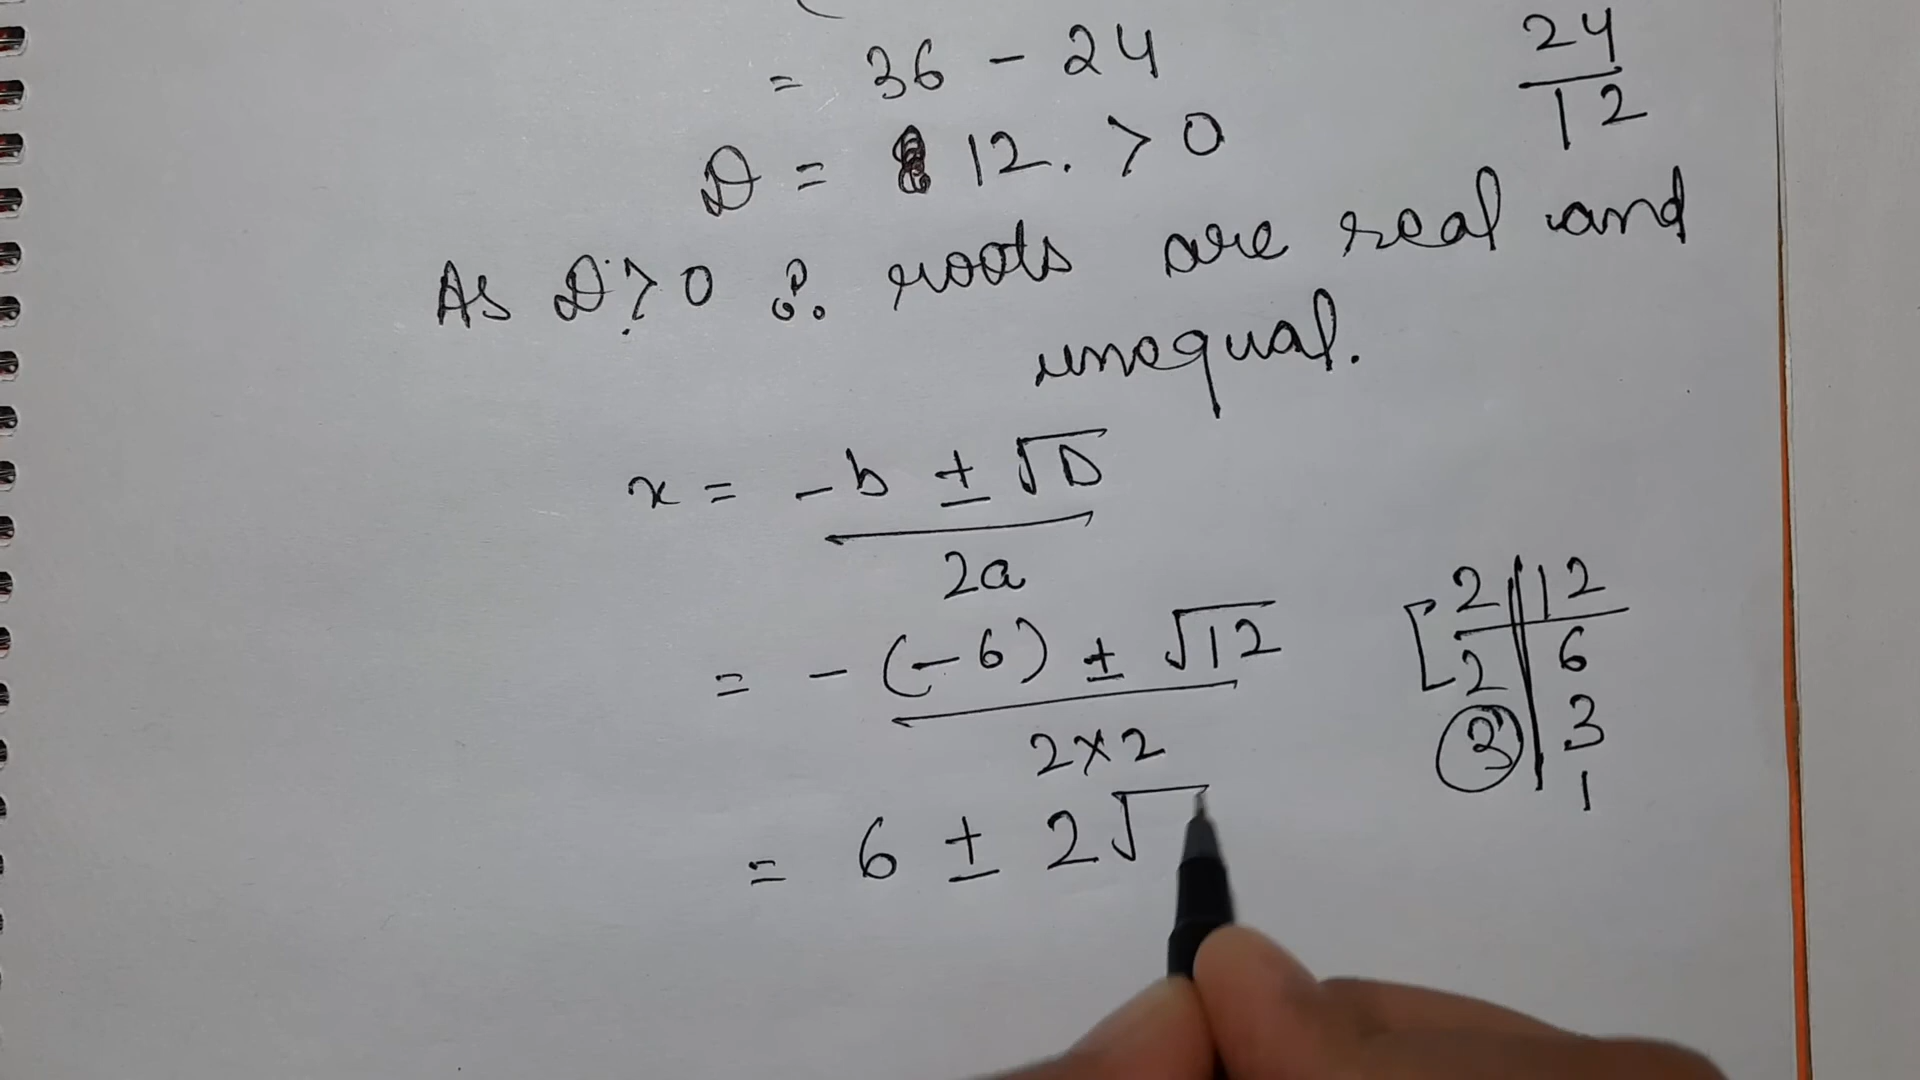 = 36 - 24
24
12
D = 12. > 0
As D > 0 ∴ roots are real and
unequal.
x = -b ± √D
2a
= -(-6) ± √12
2×2
= 6 ± 2√
2 | 12
2 | 6
3 | 3
1